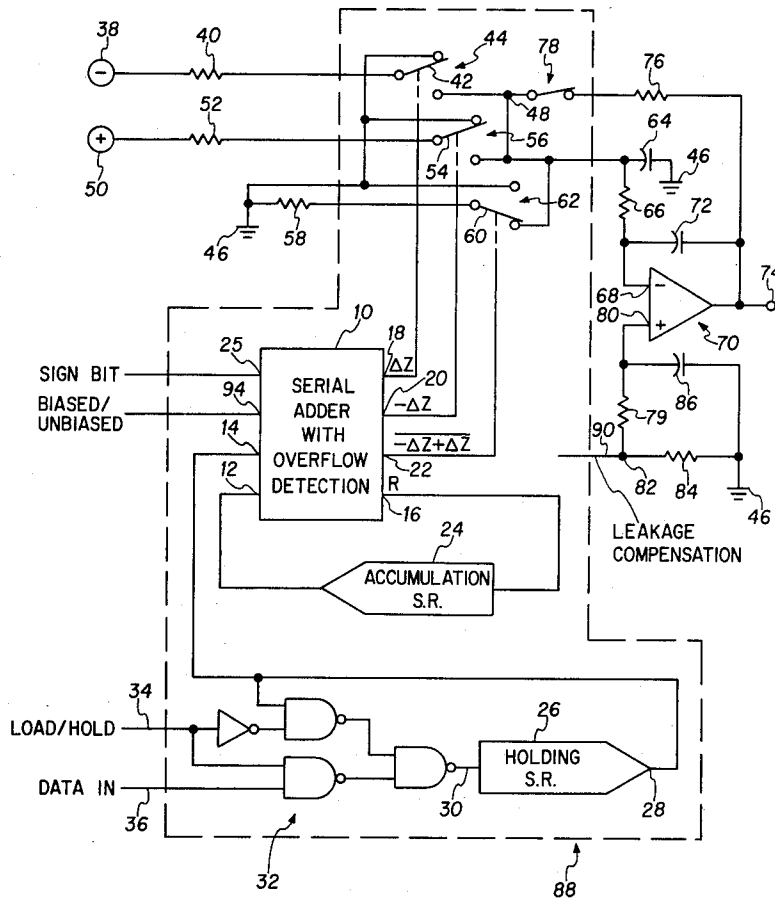 38
40
44
78
76
42
48
64
52
56
46
50
54
66
72
58
60
62
46
74
68
80
70
10
18
25
ΔZ
SIGN BIT
20
94
BIASED/
UNBIASED
SERIAL
ADDER
WITH
OVERFLOW
DETECTION
-ΔZ
86
79
14
-ΔZ+ΔZ
90
12
22
R
82
84
46
16
LEAKAGE
COMPENSATION
24
ACCUMULATION
S.R.
34
LOAD/HOLD
26
HOLDING
S.R.
DATA IN
36
30
28
32
88